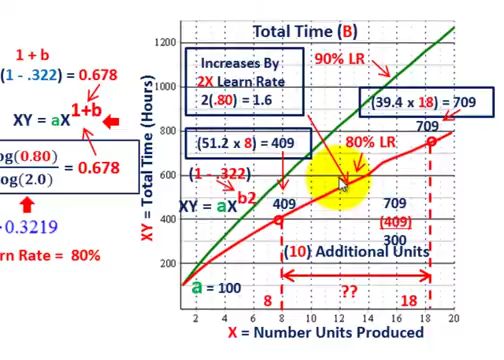 Total Time (B)
1 + b
(1 - .322) = 0.678
XY = aX1+b
og(0.80)
og(2.0)
= 0.678
0.3219
rn Rate = 80%
XY = Total Time (Hours)
1200
1000
800
600
400
200
Increases By
2X Learn Rate
2(.80) = 1.6
90% LR
(39.4 x 18) = 709
709
(51.2 x 8) = 409
80% LR
(1 - .322)
XY = aXb2
409
709
(409)
300
(10) Additional Units
a = 100
??
8
18
2 4 6 8 10 12 14 16 18 20
X = Number Units Produced